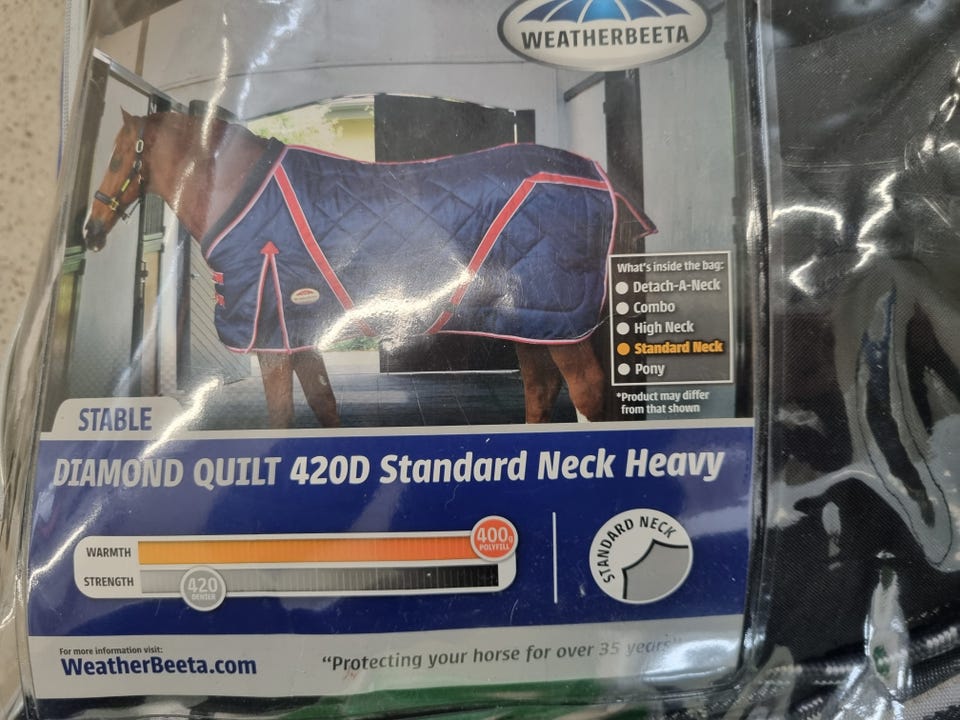 WEATHERBEETA
What's inside the bag:
Detach-A-Neck
Combo
High Neck
Standard Neck
Pony
*Product may differ
from that shown
STABLE
DIAMOND QUILT 420D Standard Neck Heavy
WARMTH
400g
POLYFILL
STRENGTH
420
DENIER
STANDARD NECK
For more information visit:
WeatherBeeta.com
“Protecting your horse for over 35 years”